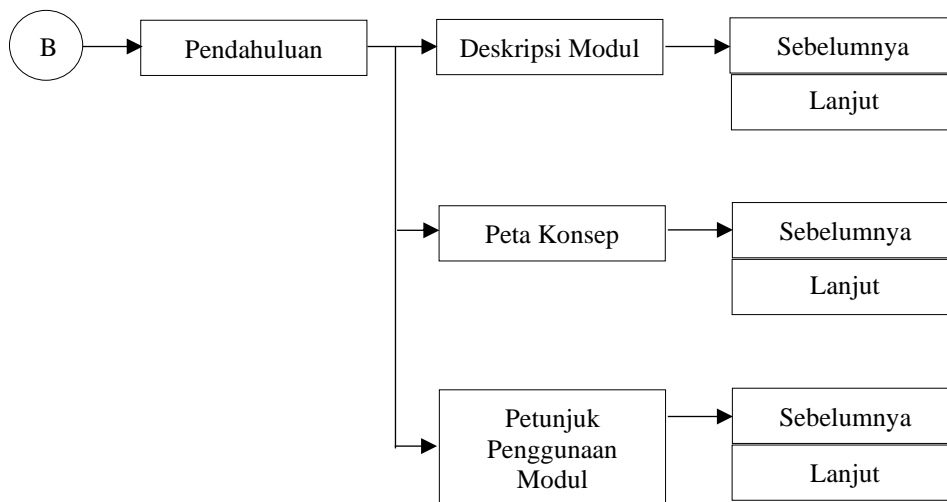 B
Pendahuluan
Deskripsi Modul
Sebelumnya
Lanjut
Peta Konsep
Sebelumnya
Lanjut
Petunjuk
Penggunaan
Modul
Sebelumnya
Lanjut